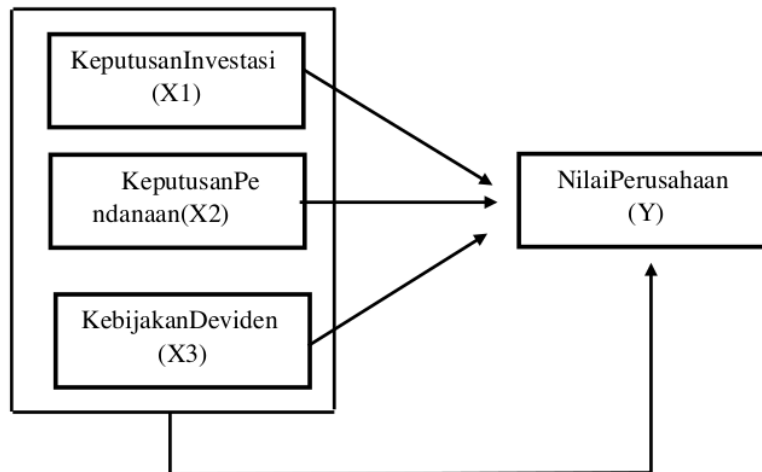 KeputusanInvestasi
(X1)
KeputusanPe
ndanaan(X2)
KebijakanDeviden
(X3)
NilaiPerusahaan
(Y)